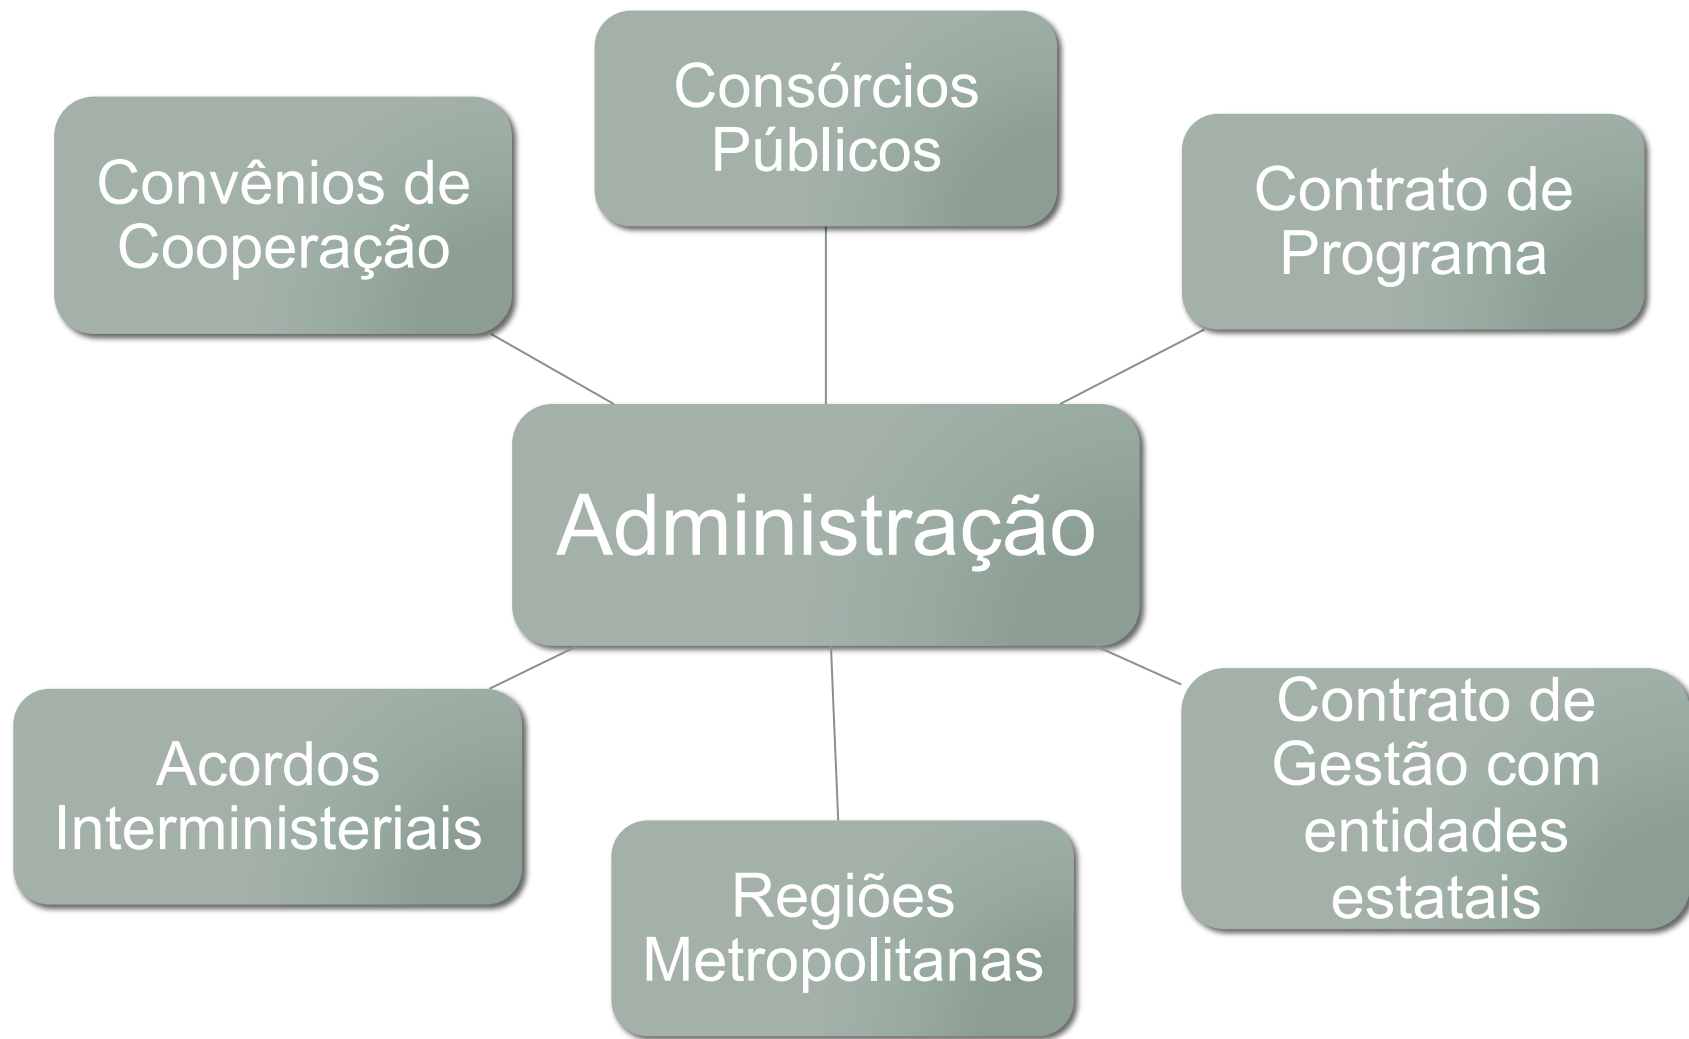 Consórcios
Públicos
Convênios de
Cooperação
Contrato de
Programa
Administração
Acordos
Interministeriais
Regiões
Metropolitanas
Contrato de
Gestão com
entidades
estatais